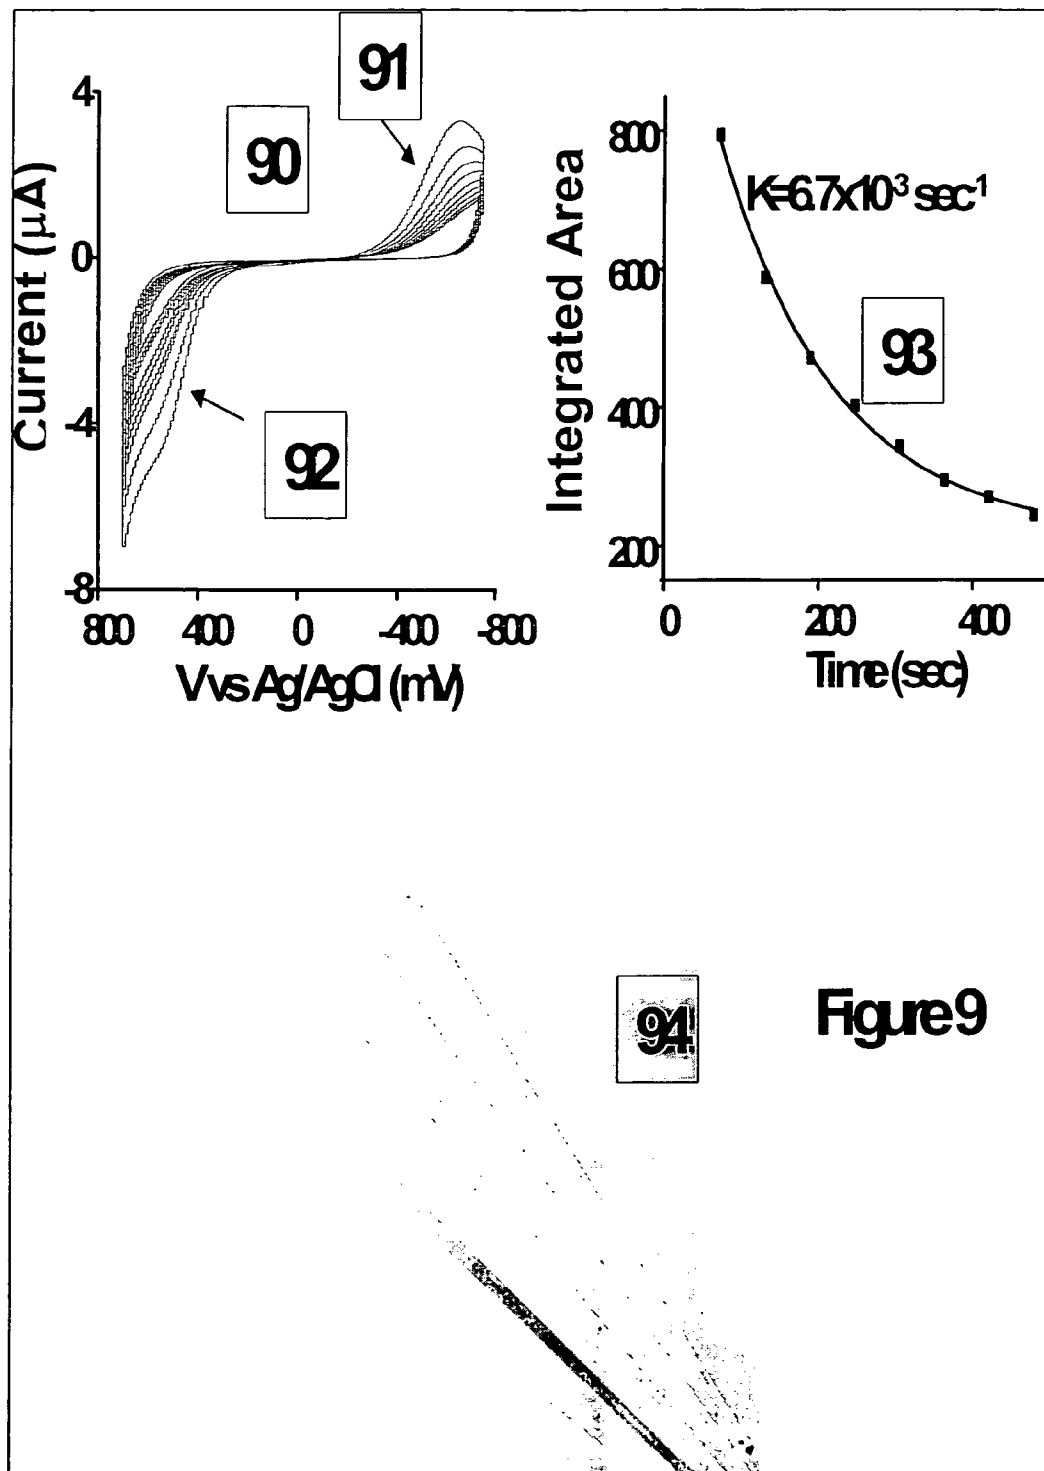 91
90
4
0
-4
-8
Current (μA)
92
800 400 0 -400 -800
V vs Ag/AgCl (mV)
800
600
400
200
Integrated Area
K=6.7x10³ sec¹
93
0 200 400
Time (sec)
94
Figure 9